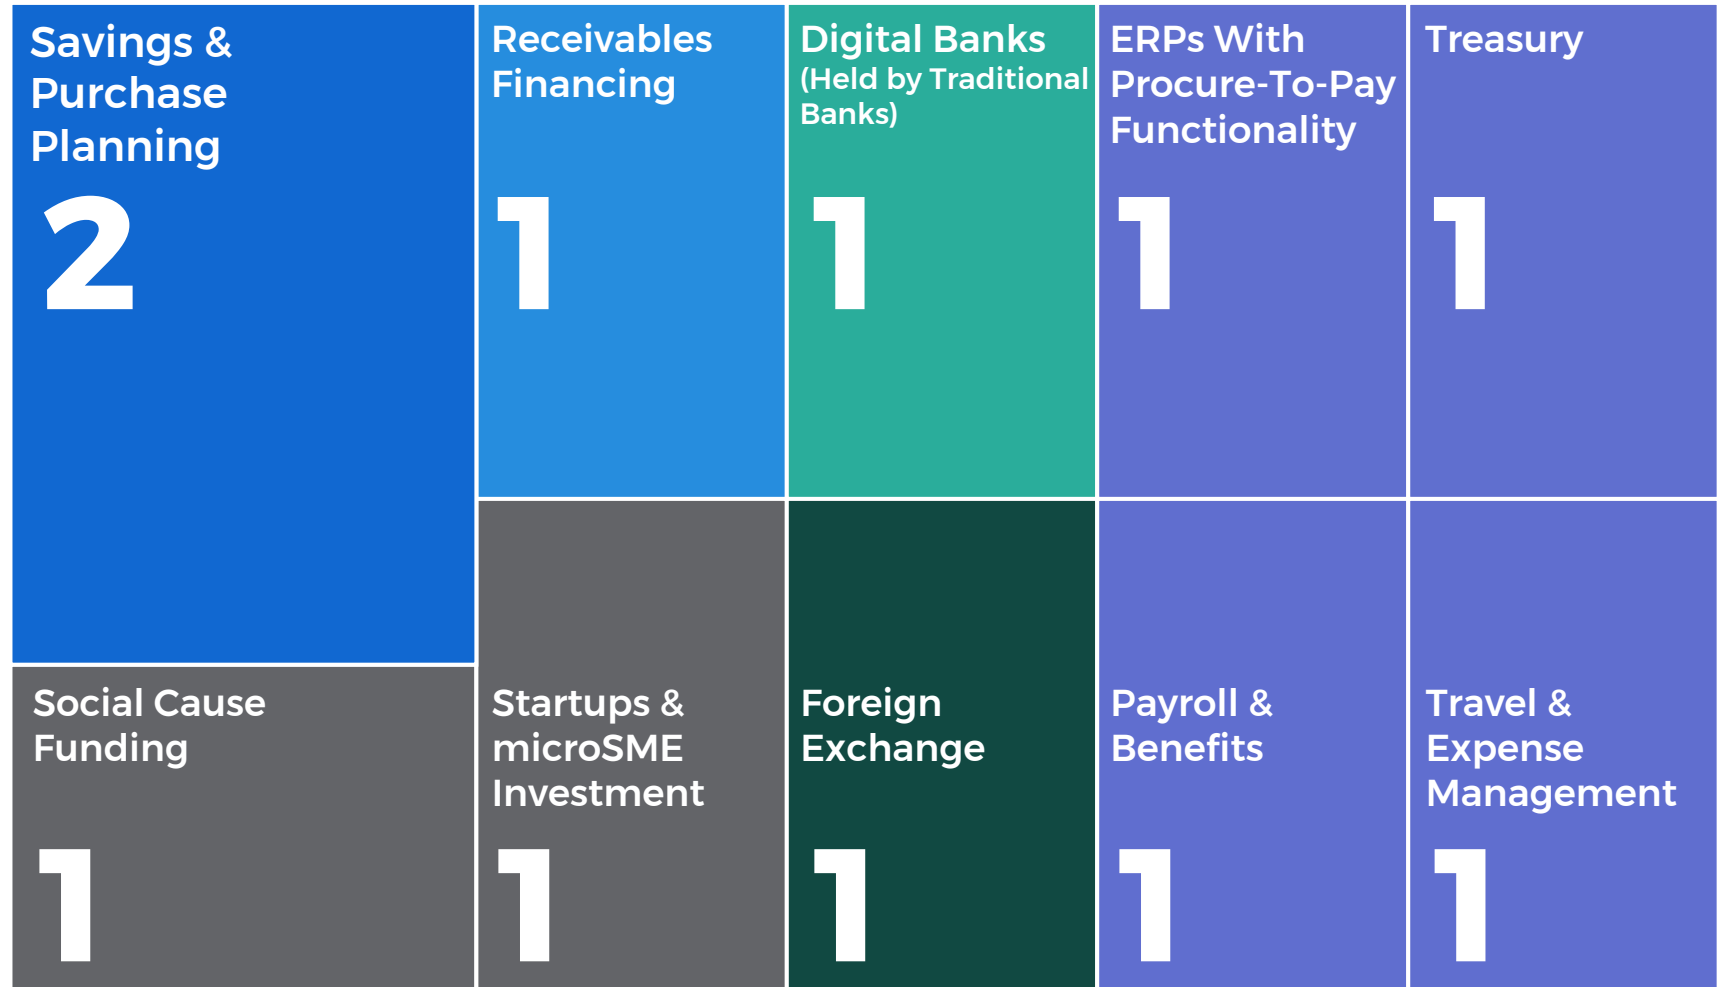 Savings &
Purchase
Planning
2
Receivables
Financing
1
Digital Banks
(Held by Traditional
Banks)
1
ERPs With
Procure-To-Pay
Functionality
1
Treasury
1
Social Cause
Funding
1
Startups &
microSME
Investment
1
Foreign
Exchange
1
Payroll &
Benefits
1
Travel &
Expense
Management
1